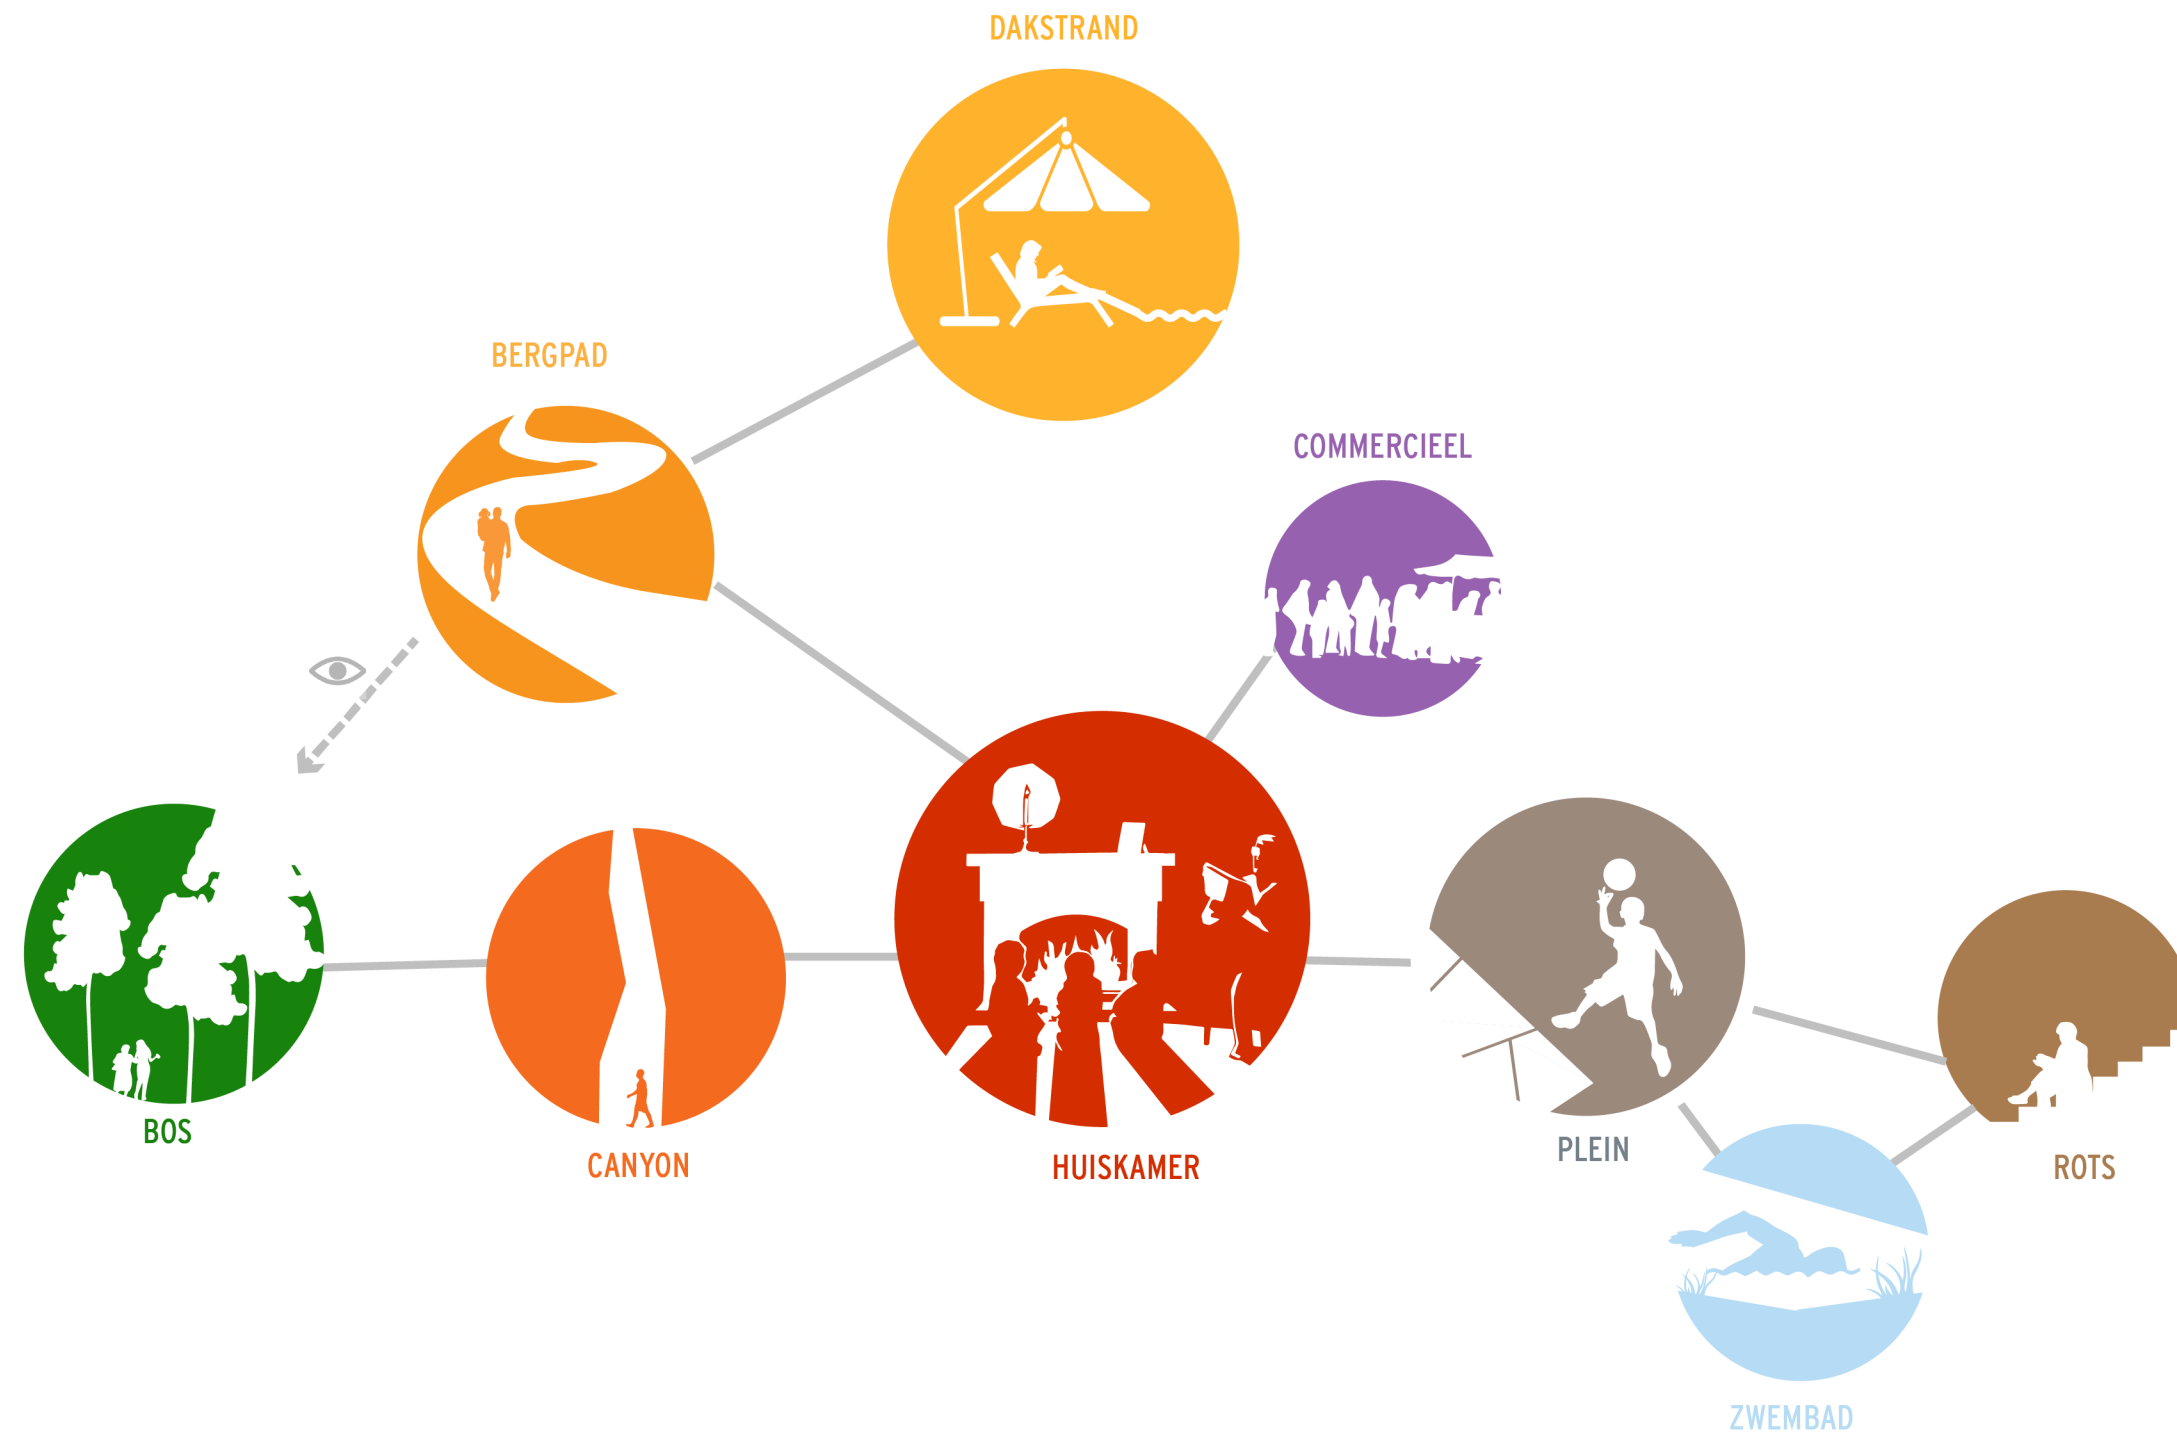 DAKSTRAND
BERGPAD
COMMERCIEEL
BOS
CANYON
HUISKAMER
PLEIN
ROTS
ZWEMBAD